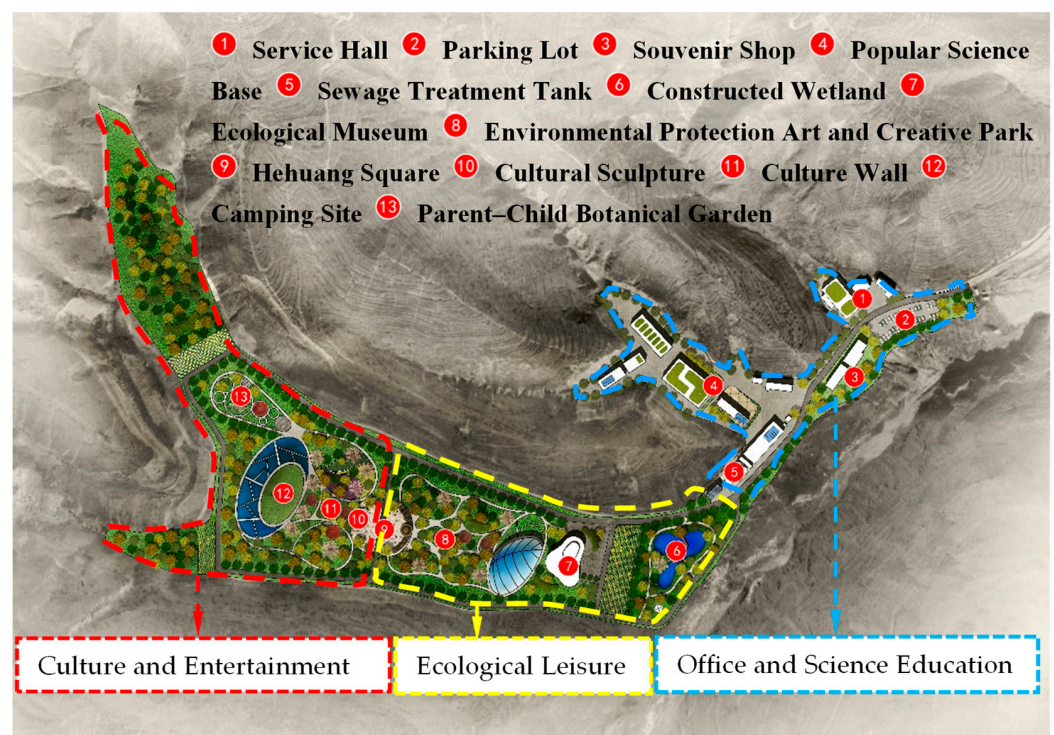 1 Service Hall 2 Parking Lot 3 Souvenir Shop 4 Popular Science
Base 5 Sewage Treatment Tank 6 Constructed Wetland 7
Ecological Museum 8 Environmental Protection Art and Creative Park
9 Hehuang Square 10 Cultural Sculpture 11 Culture Wall 12
Camping Site 13 Parent–Child Botanical Garden
1
2
3
4
13
5
12
11
10
9
8
6
7
Culture and Entertainment
Ecological Leisure
Office and Science Education